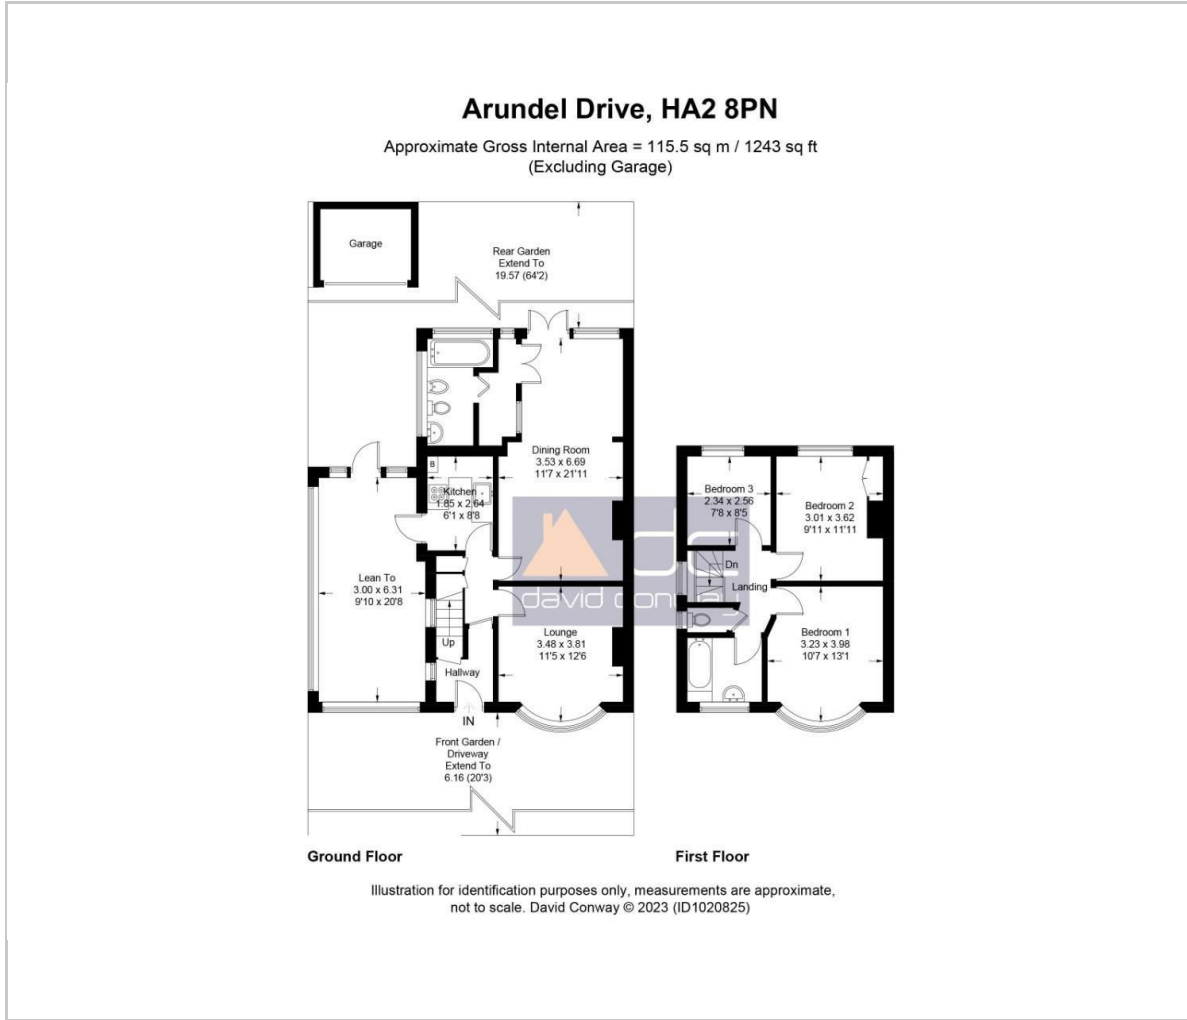 Arundel Drive, HA2 8PN
Approximate Gross Internal Area = 115.5 sq m / 1243 sq ft
(Excluding Garage)
Garage
Rear Garden
Extend To
19.57 (64'2)
Dining Room
3.53 x 6.69
11'7 x 21'11
B
Kitchen
1.85 x 2.64
6'1 x 8'8
Lean To
3.00 x 6.31
9'10 x 20'8
Up
Hallway
Lounge
3.48 x 3.81
11'5 x 12'6
IN
Front Garden /
Driveway
Extend To
6.16 (20'3)
dc
david conway
Bedroom 3
2.34 x 2.56
7'8 x 8'5
Bedroom 2
3.01 x 3.62
9'11 x 11'11
Dn
Landing
Bedroom 1
3.23 x 3.98
10'7 x 13'1
Ground Floor
First Floor
Illustration for identification purposes only, measurements are approximate,
not to scale. David Conway © 2023 (ID1020825)